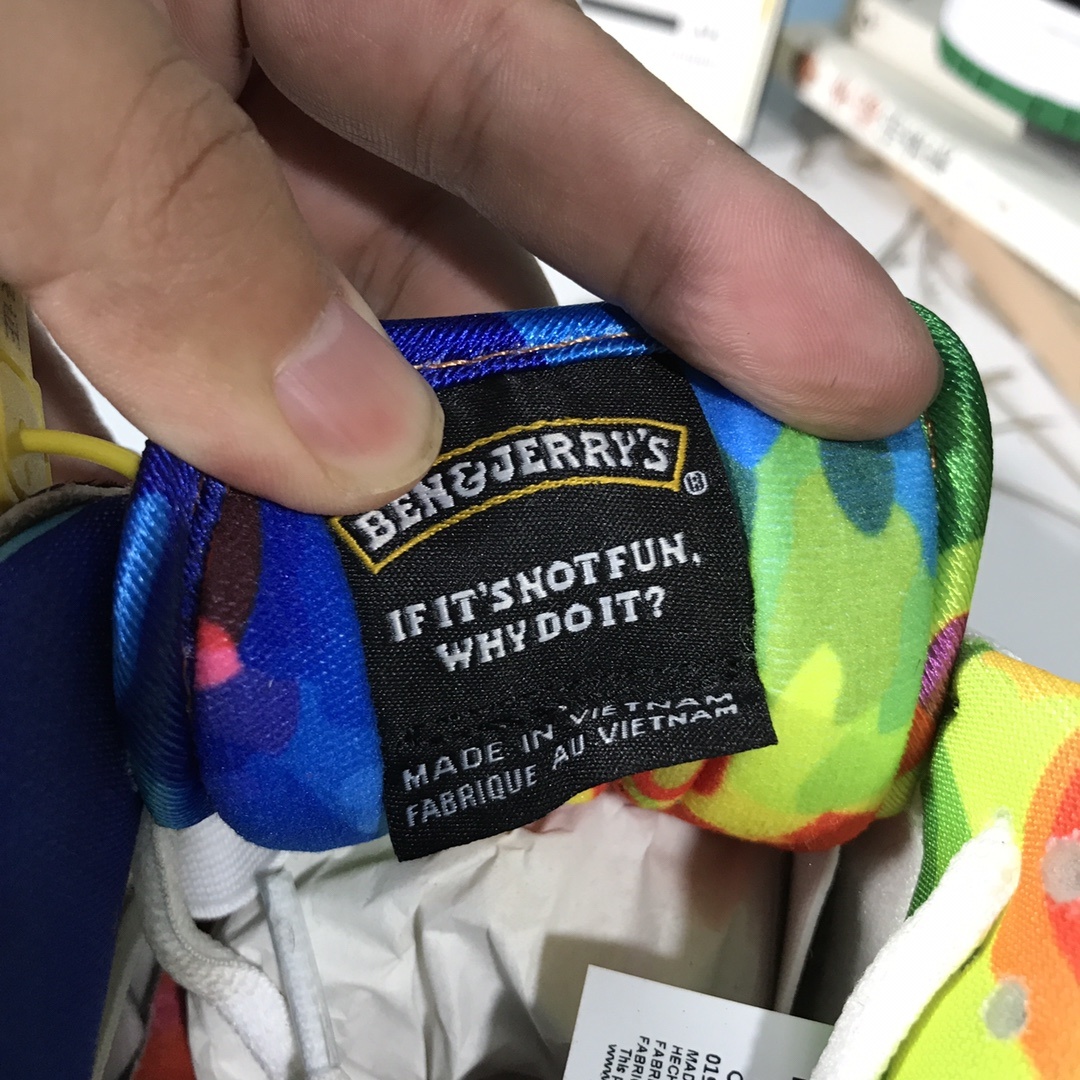 BEN&JERRY'S
®
IF IT'S NOT FUN,
WHY DO IT?
MADE IN VIETNAM
FABRIQUE AU VIETNAM